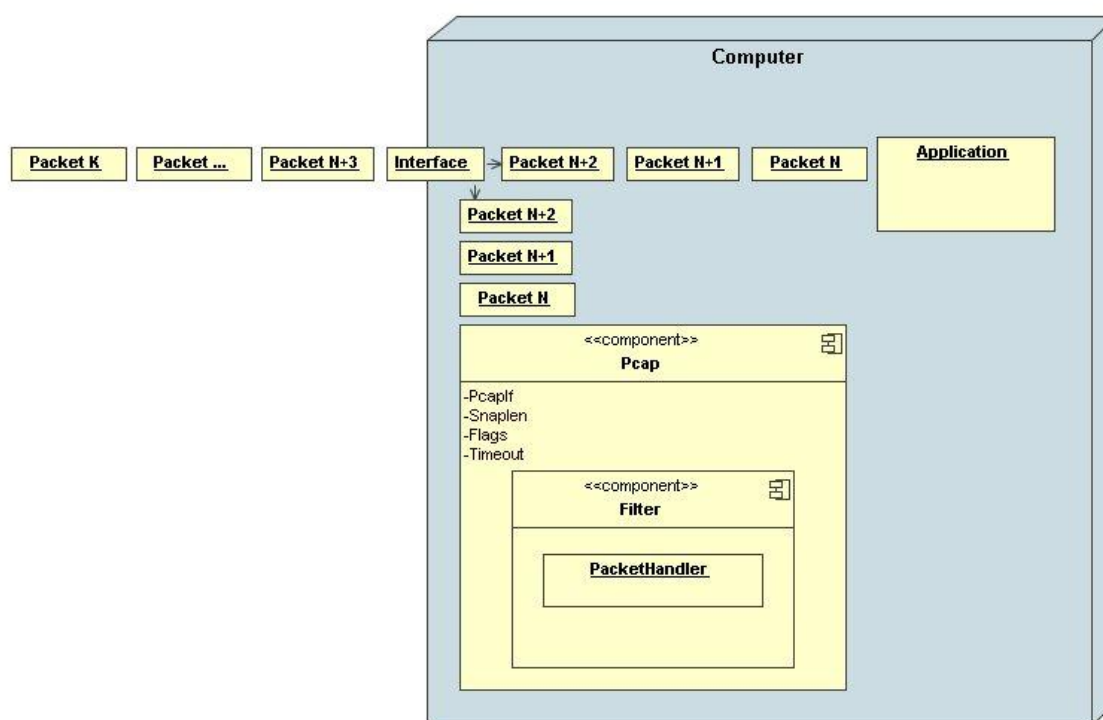 Computer
Packet K
Packet ...
Packet N+3
Interface
Packet N+2
Packet N+1
Packet N
Application
Packet N+2
Packet N+1
Packet N
<<component>>
Pcap
-PcapIf
-Snaplen
-Flags
-Timeout
<<component>>
Filter
PacketHandler